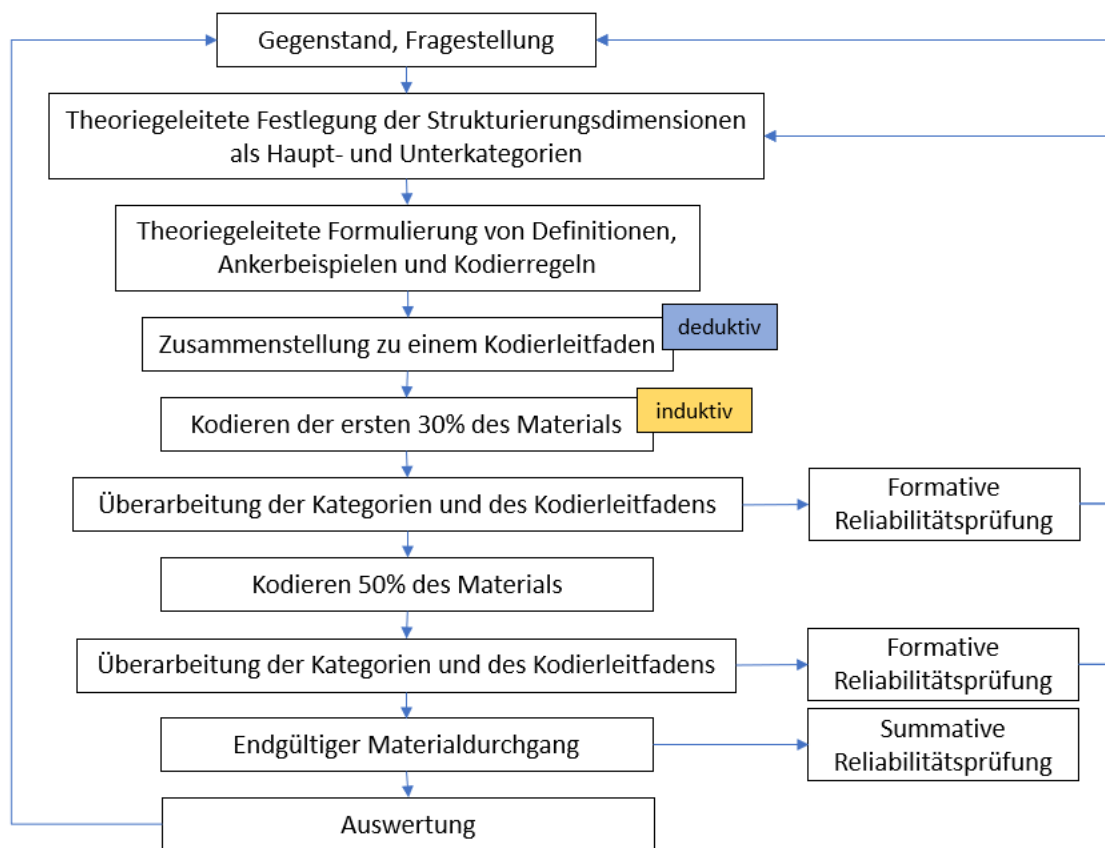 Gegenstand, Fragestellung
Theoriegeleitete Festlegung der Strukturierungsdimensionen
als Haupt- und Unterkategorien
Theoriegeleitete Formulierung von Definitionen,
Ankerbeispielen und Kodierregeln
deduktiv
Zusammenstellung zu einem Kodierleitfaden
induktiv
Kodieren der ersten 30% des Materials
Überarbeitung der Kategorien und des Kodierleitfadens
Formative
Reliabilitätsprüfung
Kodieren 50% des Materials
Überarbeitung der Kategorien und des Kodierleitfadens
Formative
Reliabilitätsprüfung
Endgültiger Materialdurchgang
Summative
Reliabilitätsprüfung
Auswertung